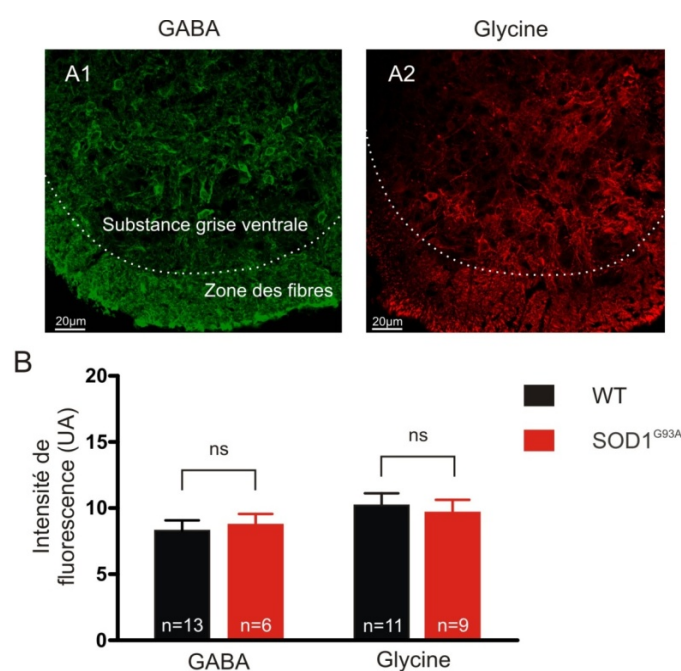 GABA
Glycine
A1
A2
Substance grise ventrale
Zone des fibres
20µm
20µm
B
20
15
10
5
0
Intensité de
fluorescence (UA)
ns
ns
WT
SOD1G93A
n=13
n=6
n=11
n=9
GABA
Glycine